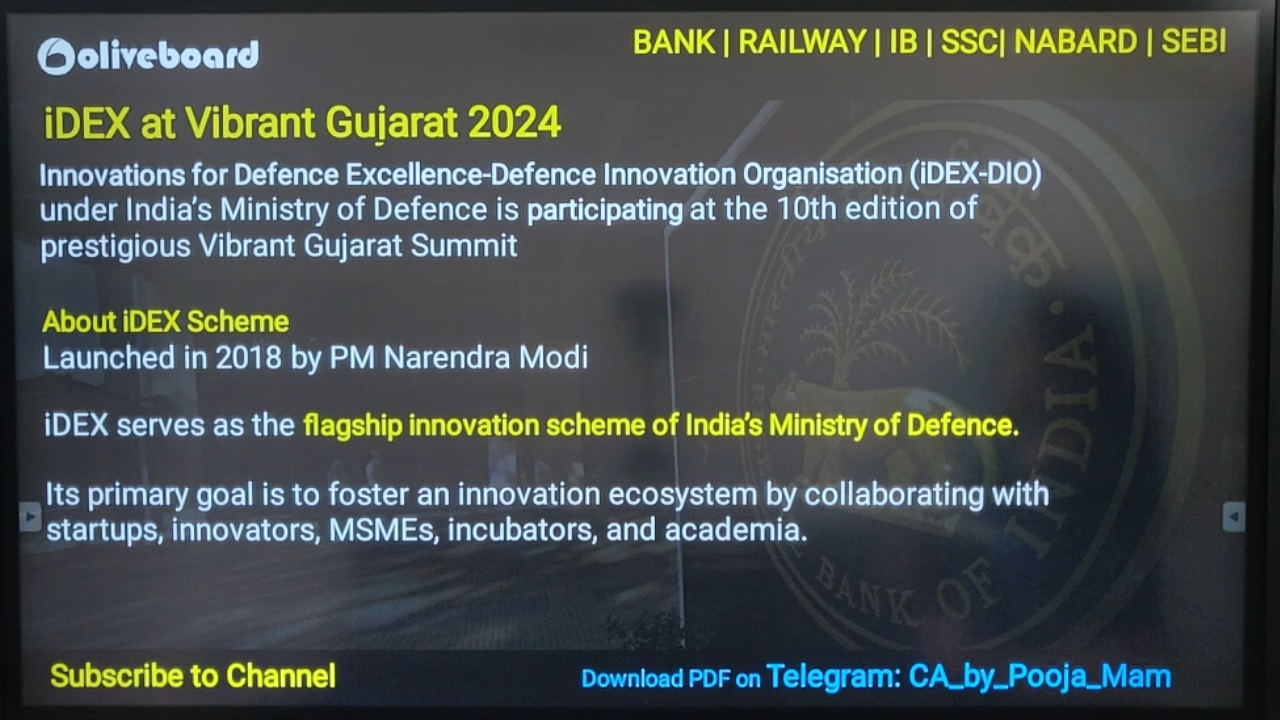 oliveboard
BANK | RAILWAY | IB | SSC| NABARD | SEBI
iDEX at Vibrant Gujarat 2024
Innovations for Defence Excellence-Defence Innovation Organisation (iDEX-DIO)
under India’s Ministry of Defence is participating at the 10th edition of
prestigious Vibrant Gujarat Summit
About iDEX Scheme
Launched in 2018 by PM Narendra Modi
iDEX serves as the flagship innovation scheme of India’s Ministry of Defence.
Its primary goal is to foster an innovation ecosystem by collaborating with
startups, innovators, MSMEs, incubators, and academia.
BANK OF INDIA
Subscribe to Channel
Download PDF on Telegram: CA_by_Pooja_Mam